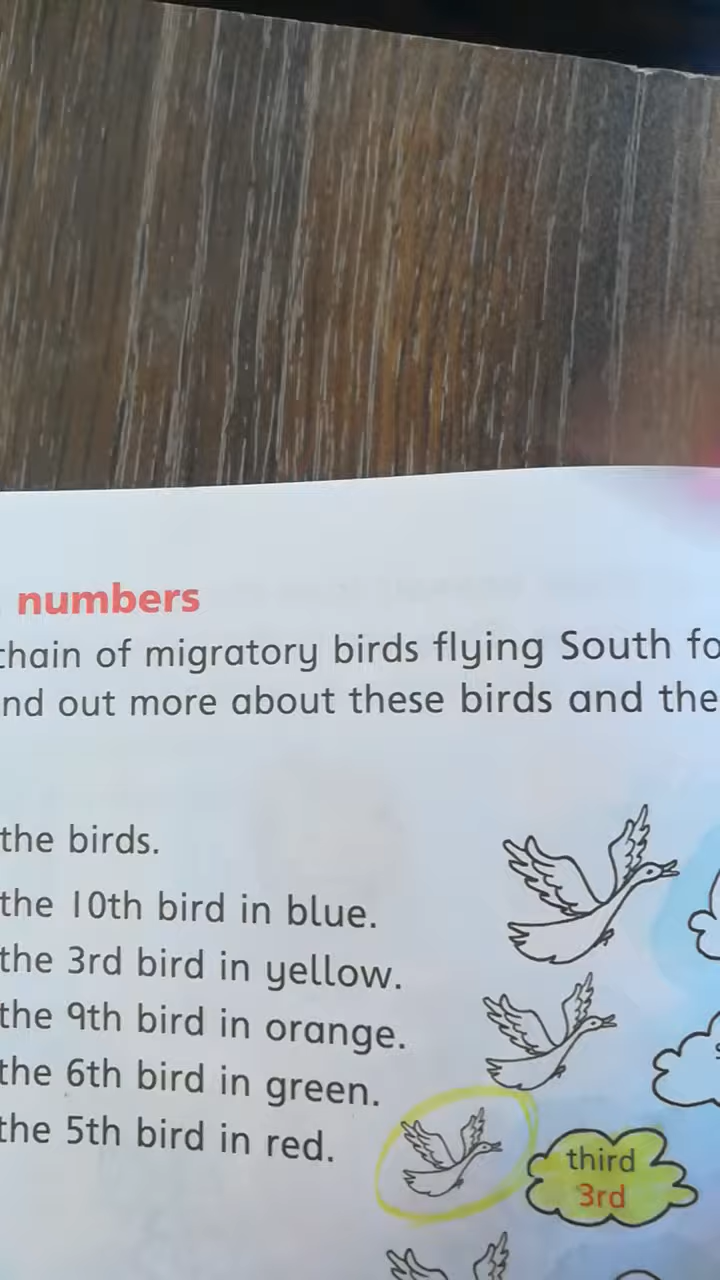 numbers
chain of migratory birds flying South fo
nd out more about these birds and the
the birds.
the 10th bird in blue.
the 3rd bird in yellow.
the 9th bird in orange.
the 6th bird in green.
the 5th bird in red.
third
3rd